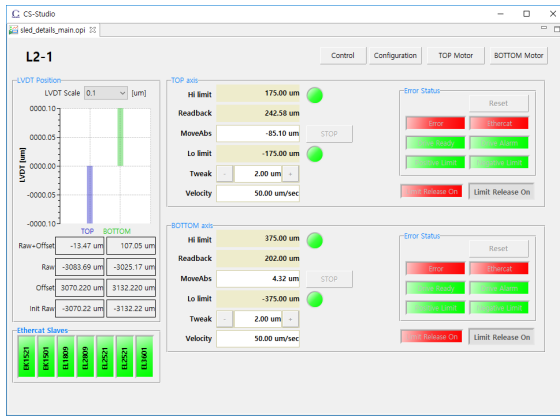 CS-Studio
sled_details_main.opi
L2-1
Control Configuration TOP Motor BOTTOM Motor
LVDT Position
LVDT Scale 0.1 [um]
0000.10
0000.05
0000.00
-0000.05
-0000.10
LVDT (um)
TOP BOTTOM
Raw+Offset -13.47 um 107.05 um
Raw -3083.69 um -3025.17 um
Offset 3070.220 um 3132.220 um
Init Raw -3070.22 um -3132.22 um
Ethercat Slaves
EK1521 EK1501 EL1809 EL2809 EL2521 EL2521 EL3601
TOP axis
Hi limit 175.00 um
Readback 242.58 um
MoveAbs -85.10 um STOP
Lo limit -175.00 um
Tweak - 2.00 um +
Velocity 50.00 um/sec
Error Status
Reset
Error Ethercat
Limit Release On Limit Release On
BOTTOM axis
Hi limit 375.00 um
Readback 202.00 um
MoveAbs 4.32 um STOP
Lo limit -375.00 um
Tweak - 2.00 um +
Velocity 50.00 um/sec
Error Status
Reset
Error Ethercat
Limit Release On Limit Release On